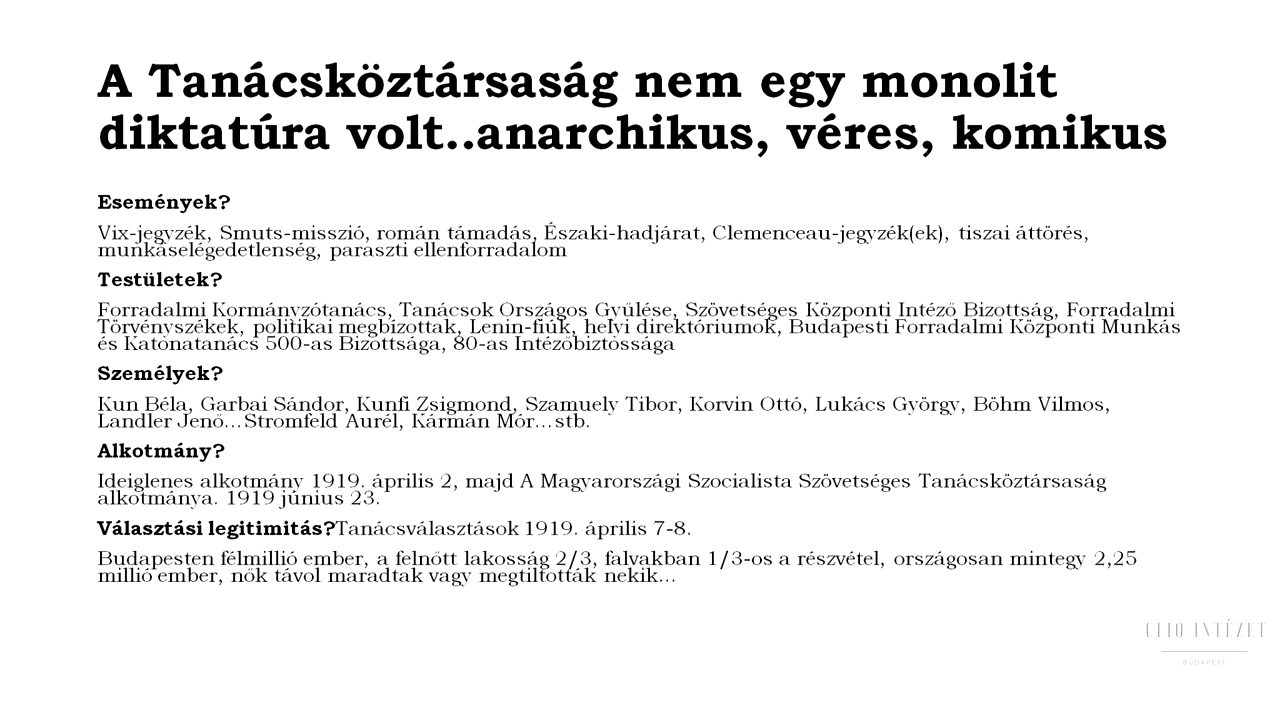 A Tanácsköztársaság nem egy monolit
diktatúra volt..anarchikus, véres, komikus
Események?
Vix-jegyzék, Smuts-misszió, román támadás, Északi-hadjárat, Clemenceau-jegyzék(ek), tiszai áttörés,
munkáselégedetlenség, paraszti ellenforradalom
Testületek?
Forradalmi Kormányzótanács, Tanácsok Országos Gyűlése, Szövetséges Központi Intéző Bizottság, Forradalmi
Törvényszékek, politikai megbízottak, Lenin-fiúk, helyi direktóriumok, Budapesti Forradalmi Központi Munkás
és Katonatanács 500-as Bizottsága, 80-as Intézőbiztossága
Személyek?
Kun Béla, Garbai Sándor, Kunfi Zsigmond, Szamuely Tibor, Korvin Ottó, Lukács György, Böhm Vilmos,
Landler Jenő...Stromfeld Aurél, Kármán Mór...stb.
Alkotmány?
Ideiglenes alkotmány 1919. április 2, majd A Magyarországi Szocialista Szövetséges Tanácsköztársaság
alkotmánya. 1919 június 23.
Választási legitimitás?Tanácsválasztások 1919. április 7-8.
Budapesten félmillió ember, a felnőtt lakosság 2/3, falvakban 1/3-os a részvétel, országosan mintegy 2,25
millió ember, nők távol maradtak vagy megtiltották nekik...
CLIO INTÉZET
BUDAPEST